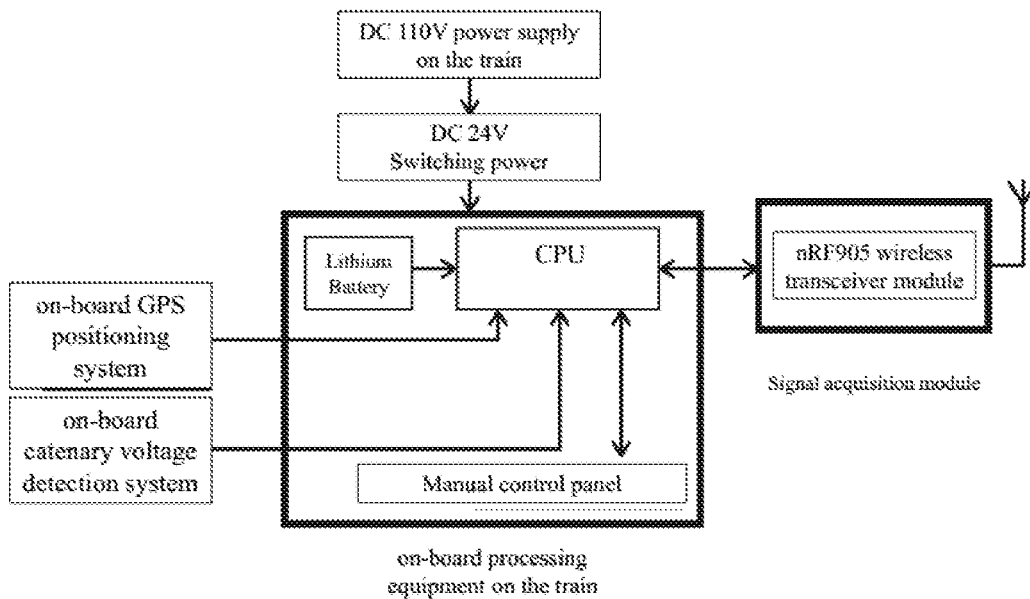 DC 110V power supply
on the train
DC 24V
Switching power
Lithium
Battery
CPU
nRF905 wireless
transceiver module
on-board GPS
positioning
system
Signal acquisition module
on-board
catenary voltage
detection system
Manual control panel
on-board processing
equipment on the train